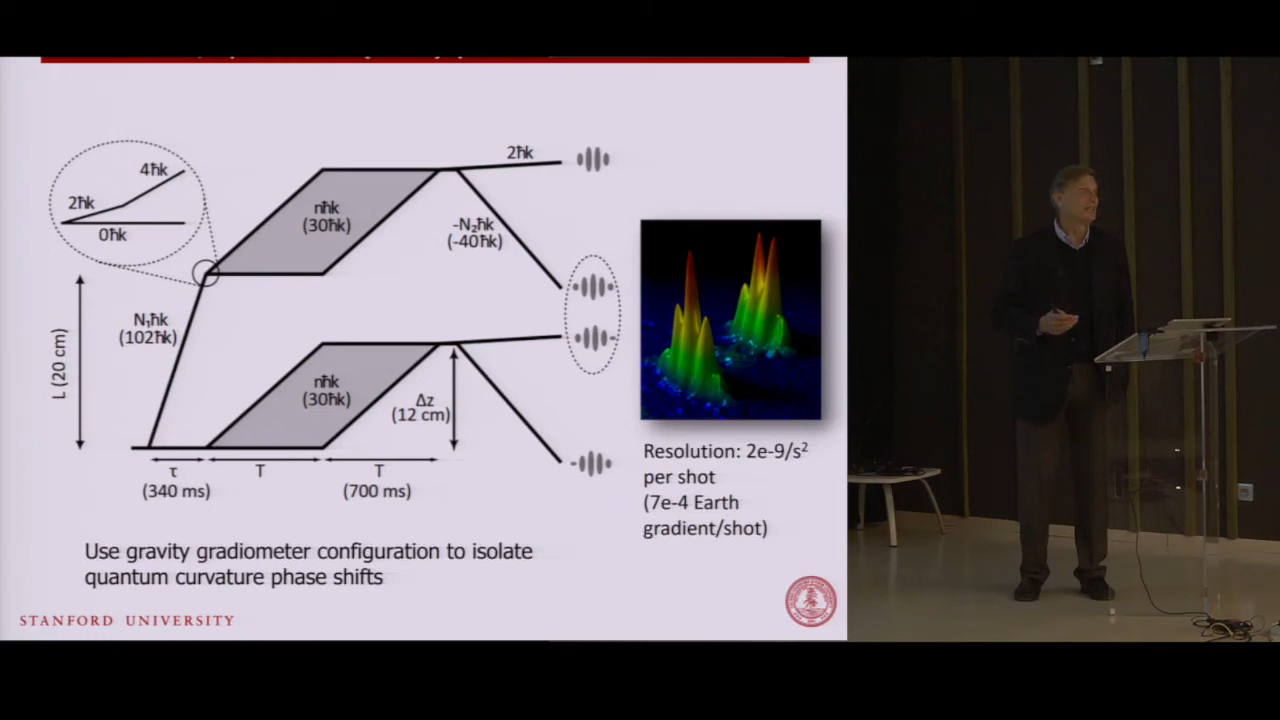 2ħk
4ħk
2ħk
0ħk
nħk
(30ħk)
-N₂ħk
(-40ħk)
N₁ħk
(102ħk)
L (20 cm)
nħk
(30ħk)
Δz
(12 cm)
τ
T
T
(340 ms)
(700 ms)
Resolution: 2e-9/s²
per shot
(7e-4 Earth
gradient/shot)
Use gravity gradiometer configuration to isolate
quantum curvature phase shifts
STANFORD UNIVERSITY